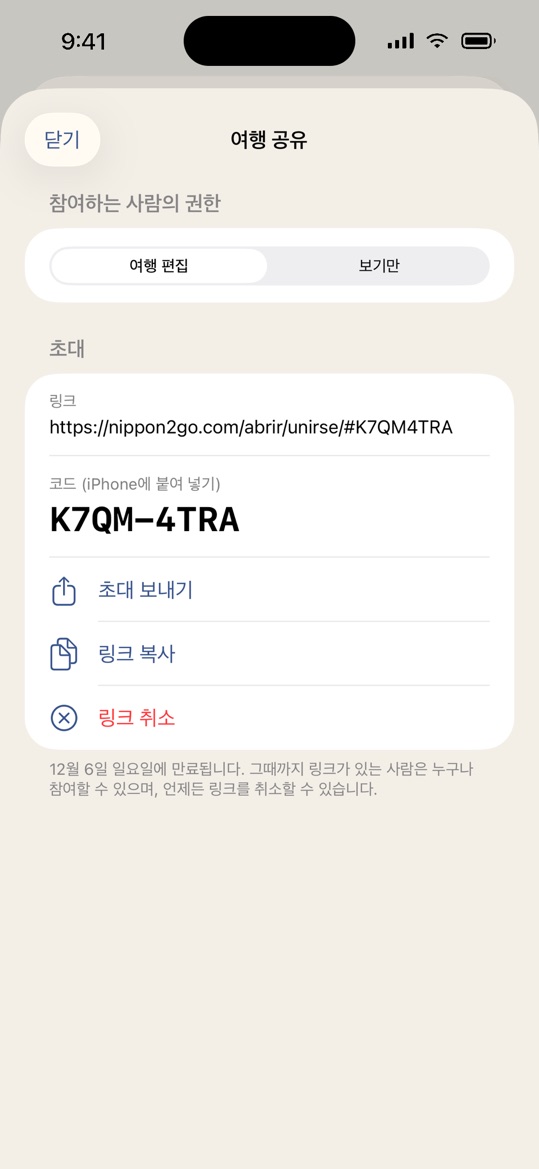 9:41
닫기
여행 공유
참여하는 사람의 권한
여행 편집
보기만
초대
링크
https://nippon2go.com/abrir/unirse/#K7QM4TRA
코드 (iPhone에 붙여 넣기)
K7QM–4TRA
초대 보내기
링크 복사
링크 취소
12월 6일 일요일에 만료됩니다. 그때까지 링크가 있는 사람은 누구나
참여할 수 있으며, 언제든 링크를 취소할 수 있습니다.